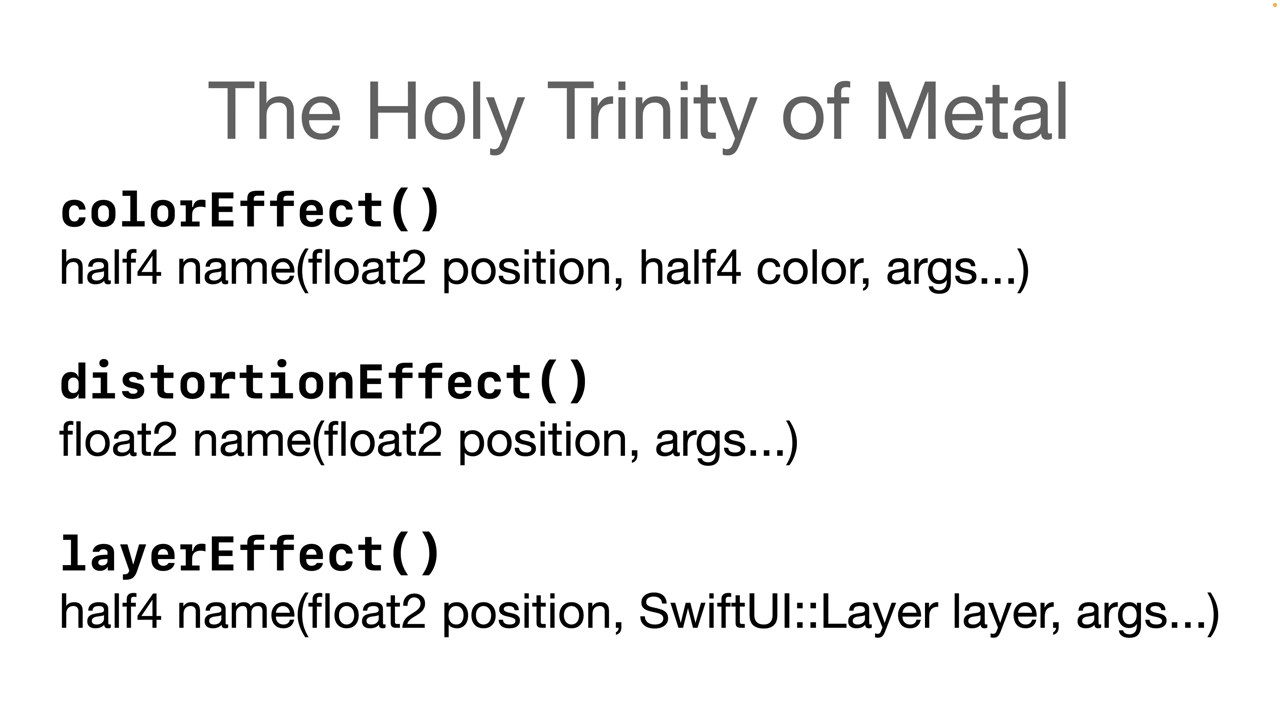 The Holy Trinity of Metal
colorEffect()
half4 name(float2 position, half4 color, args...)
distortionEffect()
float2 name(float2 position, args...)
layerEffect()
half4 name(float2 position, SwiftUI::Layer layer, args...)